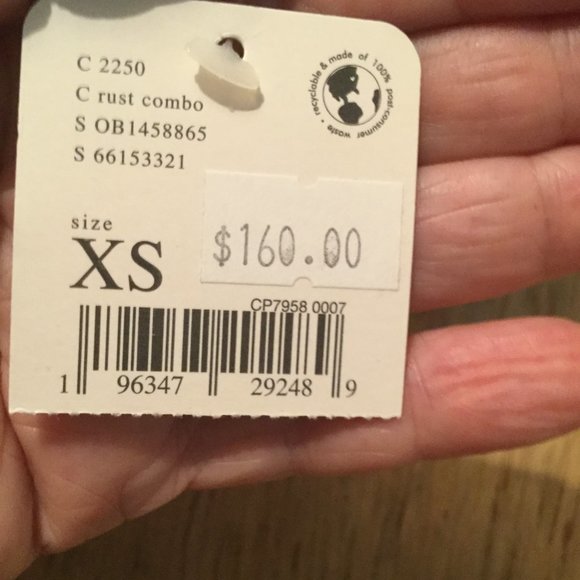 C 2250
C rust combo
S OB1458865
S 66153321
recyclable & made of 100% post-consumer waste •
size
XS
$160.00
CP7958 0007
1 96347 29248 9